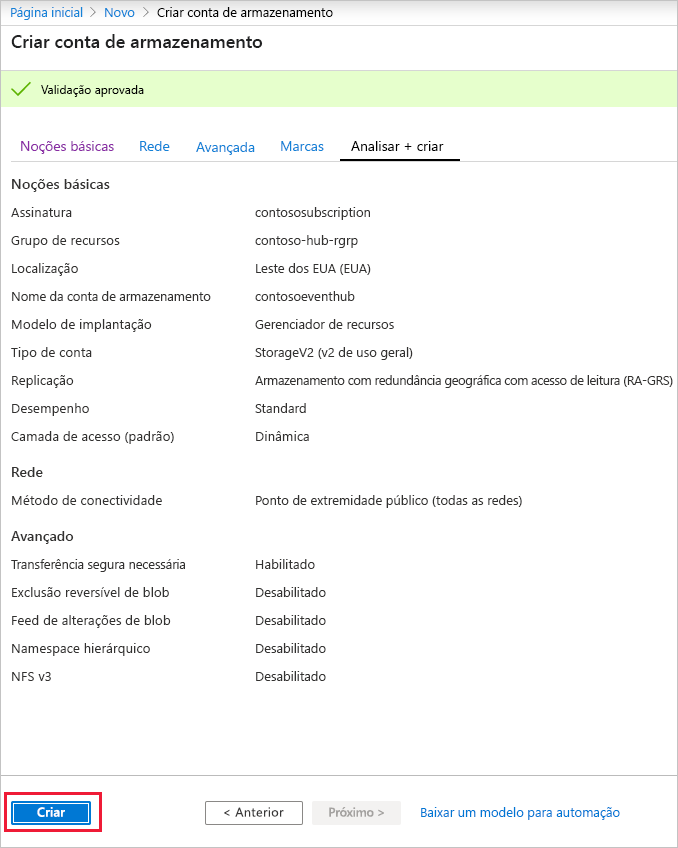 Página inicial > Novo > Criar conta de armazenamento
Criar conta de armazenamento
Validação aprovada
Noções básicas Rede Avançada Marcas Analisar + criar
Noções básicas
Assinatura contososubscription
Grupo de recursos contoso-hub-rgrp
Localização Leste dos EUA (EUA)
Nome da conta de armazenamento contosoeventhub
Modelo de implantação Gerenciador de recursos
Tipo de conta StorageV2 (v2 de uso geral)
Replicação Armazenamento com redundância geográfica com acesso de leitura (RA-GRS)
Desempenho Standard
Camada de acesso (padrão) Dinâmica
Rede
Método de conectividade Ponto de extremidade público (todas as redes)
Avançado
Transferência segura necessária Habilitado
Exclusão reversível de blob Desabilitado
Feed de alterações de blob Desabilitado
Namespace hierárquico Desabilitado
NFS v3 Desabilitado
Criar < Anterior Próximo > Baixar um modelo para automação